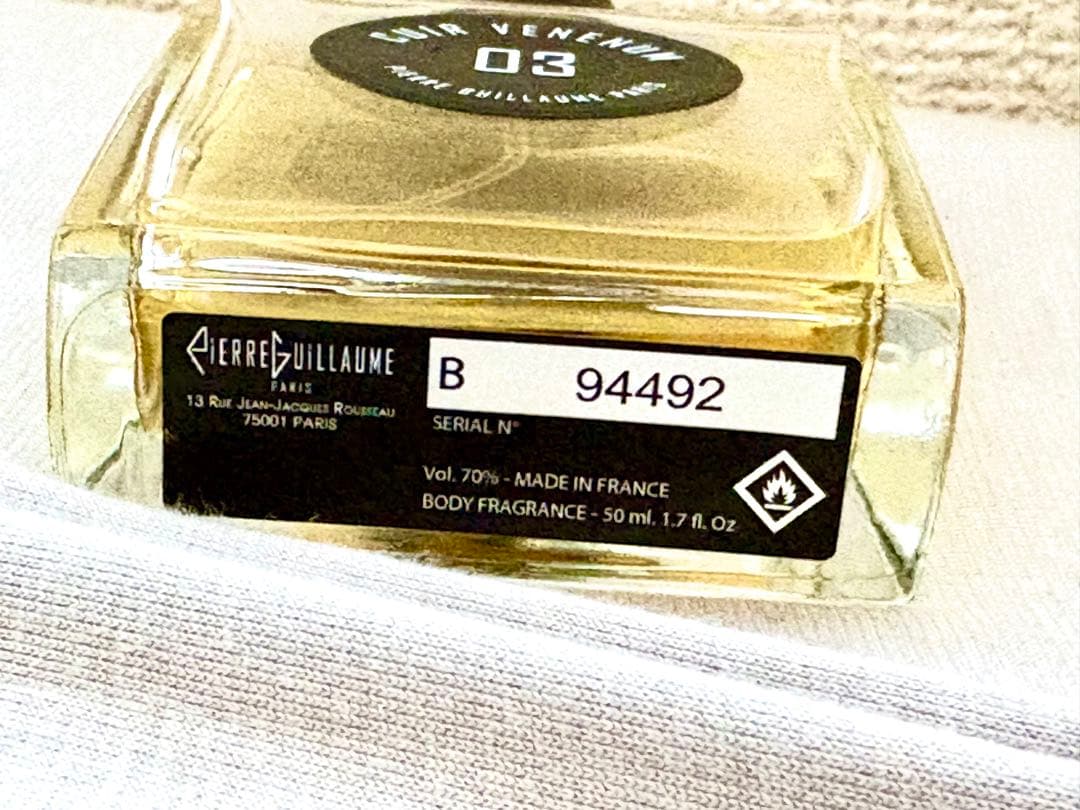 CUIR VENENUM
03
PIERRE GUILLAUME PARIS
PIERREGUILLAUME
PARIS
13 RUE JEAN-JACQUES ROUSSEAU
75001 PARIS
B 94492
SERIAL N°
Vol. 70% - MADE IN FRANCE
BODY FRAGRANCE - 50 ml. 1.7 fl. Oz